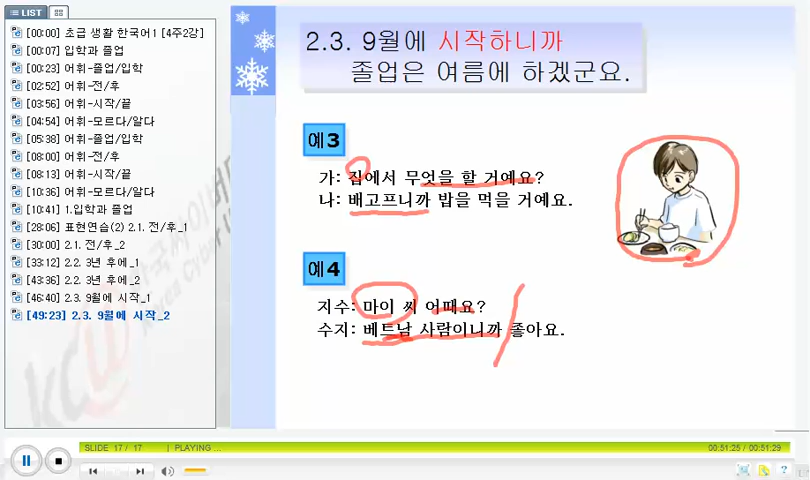 LIST
[00:00] 초급 생활 한국어1 [4주2강]
[00:07] 입학과 졸업
[00:23] 어휘-졸업/입학
[02:52] 어휘-전/후
[03:56] 어휘-시작/끝
[04:54] 어휘-모르다/알다
[05:38] 어휘-졸업/입학
[08:00] 어휘-전/후
[08:13] 어휘-시작/끝
[10:36] 어휘-모르다/알다
[10:41] 1.입학과 졸업
[28:06] 표현연습(2) 2.1. 전/후_1
[30:00] 2.1. 전/후_2
[33:12] 2.2. 3년 후에_1
[43:36] 2.2. 3년 후에_2
[46:40] 2.3. 9월에 시작_1
[49:23] 2.3. 9월에 시작_2
2.3. 9월에 시작하니까
졸업은 여름에 하겠군요.
예3
가: 집에서 무엇을 할 거예요?
나: 배고프니까 밥을 먹을 거예요.
예4
지수: 마이 씨 어때요?
수지: 베트남 사람이니까 좋아요.
SLIDE 17 / 17 | PLAYING ...
00:51:25 / 00:51:29